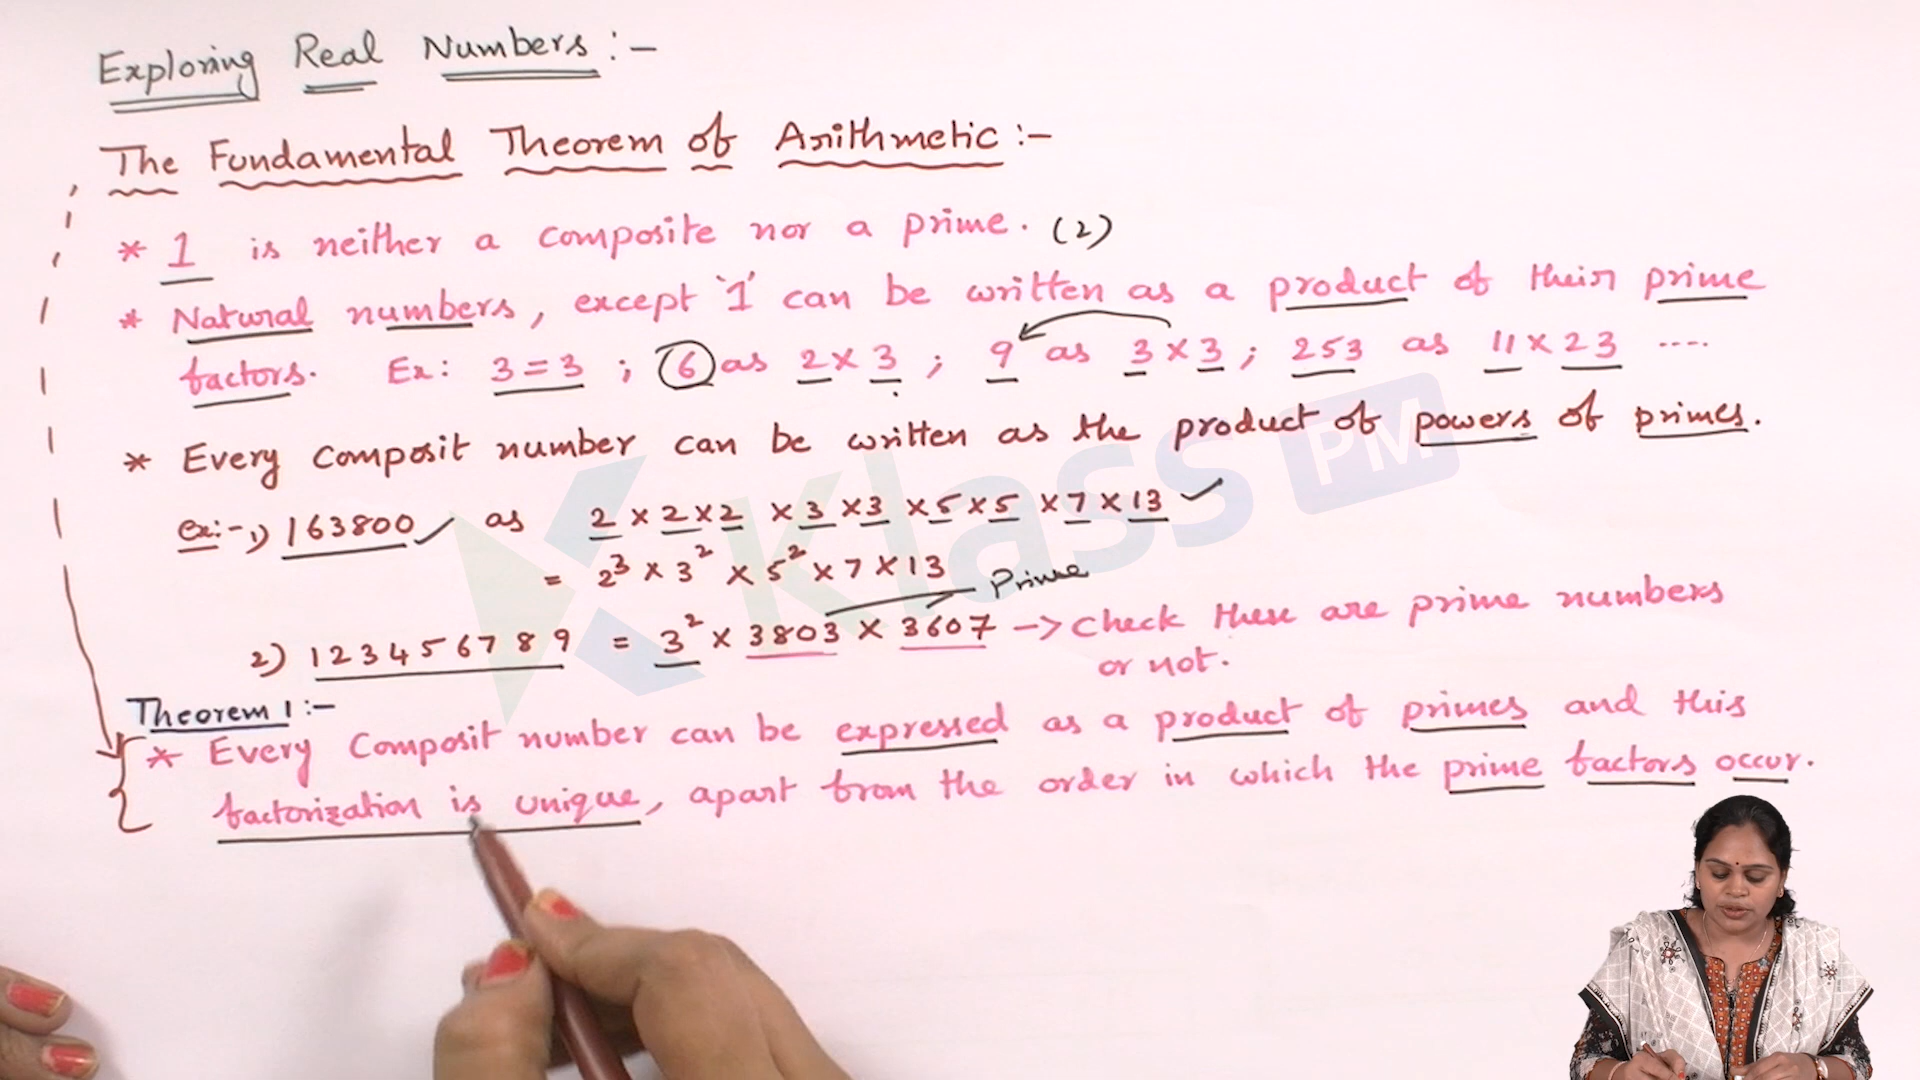 Exploring Real Numbers:-
The Fundamental Theorem of Arithmetic:-
* 1 is neither a composite nor a prime. (2)
* Natural numbers, except '1' can be written as a product of their prime
factors. Ex: 3=3 ; 6 as 2×3 ; 9 as 3×3 ; 253 as 11×23 ....
* Every composit number can be written as the product of powers of primes.
ex:- 1) 163800 as 2×2×2×3×3×5×5×7×13
= 2³ × 3² × 5² × 7 × 13
Prime
2) 123456789 = 3² × 3803 × 3607 -> Check these are prime numbers
or not.
Theorem 1:-
* Every Composit number can be expressed as a product of primes and this
factorization is unique, apart from the order in which the prime factors occur.
Klass PM